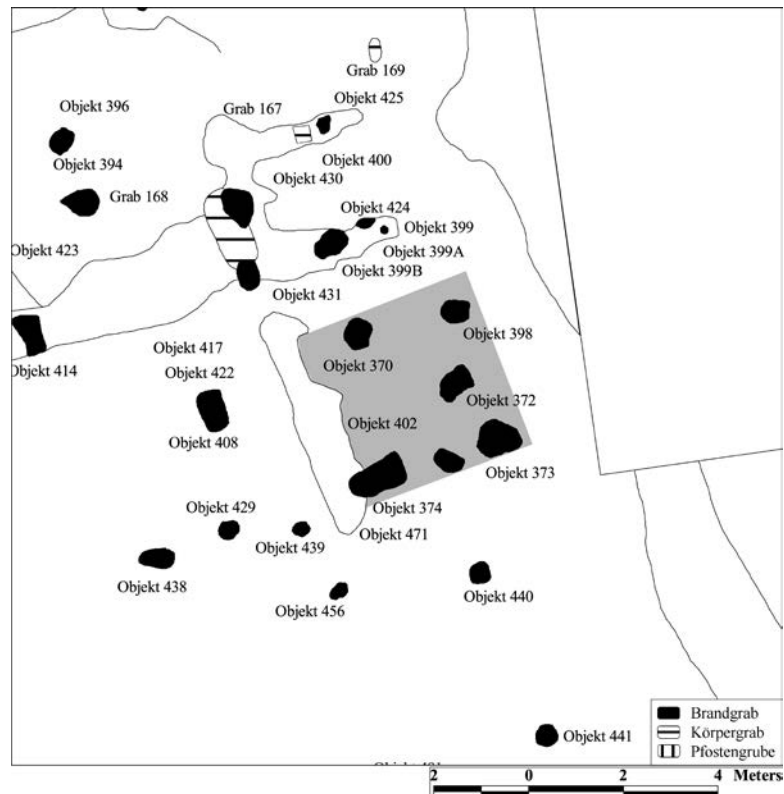 Grab 169
Objekt 396
Grab 167
Objekt 425
Objekt 394
Objekt 400
Objekt 430
Grab 168
Objekt 424
Objekt 399
Objekt 423
Objekt 399A
Objekt 399B
Objekt 431
Objekt 398
Objekt 417
Objekt 414
Objekt 370
Objekt 422
Objekt 372
Objekt 402
Objekt 408
Objekt 373
Objekt 374
Objekt 429
Objekt 439
Objekt 471
Objekt 438
Objekt 456
Objekt 440
Objekt 441
Brandgrab
Körpergrab
Pfostengrube
2 0 2 4 Meters